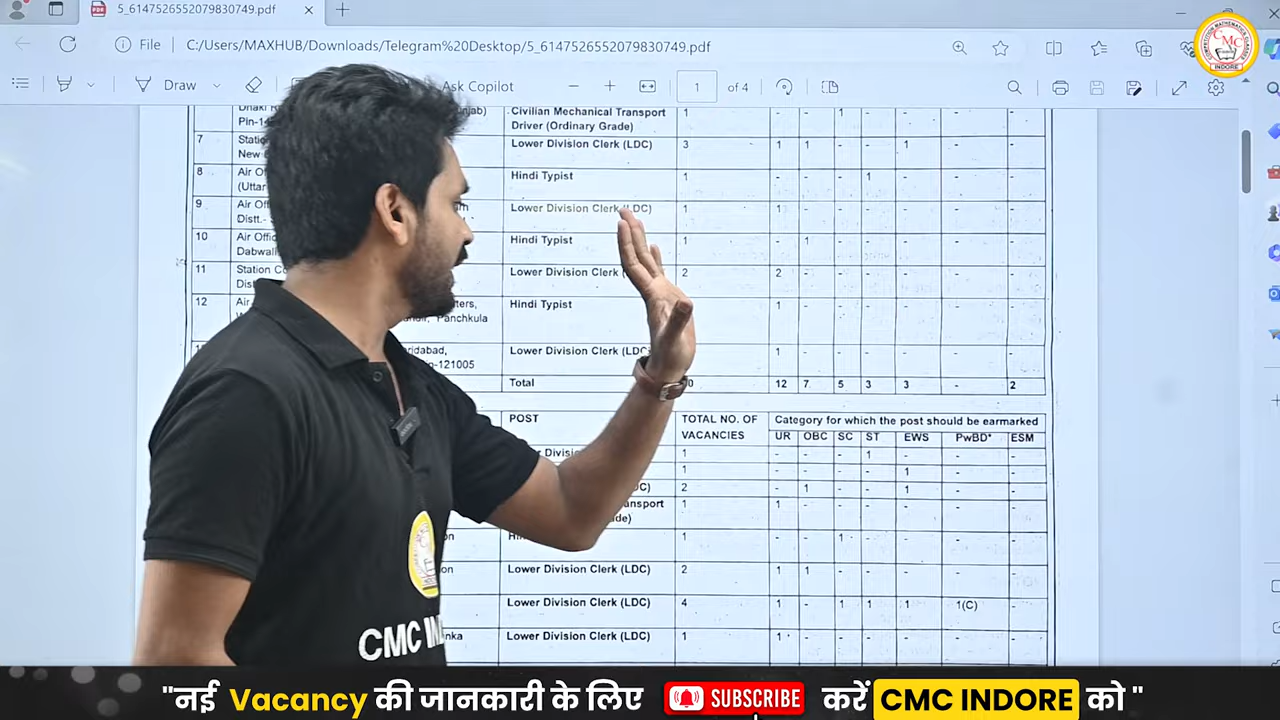 5_6147526552079830749.pdf
File C:/Users/MAXHUB/Downloads/Telegram%20Desktop/5_6147526552079830749.pdf
Draw Ask Copilot 1 of 4
Civilian Mechanical Transport Driver (Ordinary Grade) 1 - - 1 - - - -
7 New Lower Division Clerk (LDC) 3 1 1 - - 1 - -
8 Hindi Typist 1 - - - 1 - - -
9 Distt.- Lower Division Clerk (LDC) 1 1 - - - - - -
10 Dabwal Hindi Typist 1 - 1 - - - - -
11 Lower Division Clerk 2 2 - - - - - -
12 Panchkula Hindi Typist 1 - - - - - -
-121005 Lower Division Clerk (LDC) 1 - - - - - -
Total 12 7 5 3 3 - 2
POST TOTAL NO. OF VACANCIES Category for which the post should be earmarked
UR OBC SC ST EWS PwBD* ESM
1 - - - 1 - - -
1 - - - - 1 - -
2 - 1 - - 1 - -
1 1 - - - - - -
1 - - 1 - - - -
Lower Division Clerk (LDC) 2 1 1 - - - - -
Lower Division Clerk (LDC) 4 1 - 1 1 1 1(C) -
Lower Division Clerk (LDC) 1 1 - - - - - -
CMC
INDORE
CMC IN
"नई Vacancy की जानकारी के लिए SUBSCRIBE करें CMC INDORE को "